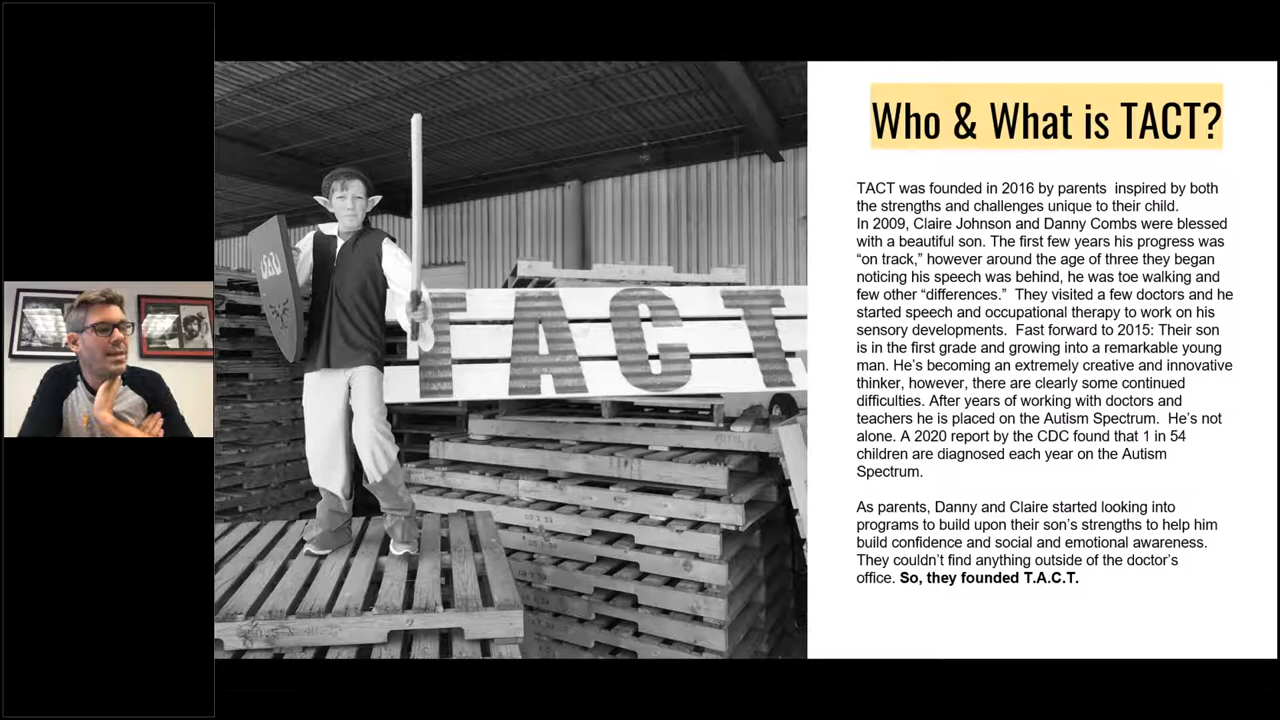 Who & What is TACT?
TACT was founded in 2016 by parents  inspired by both
the strengths and challenges unique to their child.
In 2009, Claire Johnson and Danny Combs were blessed
with a beautiful son. The first few years his progress was
“on track,” however around the age of three they began
noticing his speech was behind, he was toe walking and
few other “differences.”  They visited a few doctors and he
started speech and occupational therapy to work on his
sensory developments.  Fast forward to 2015: Their son
is in the first grade and growing into a remarkable young
man. He’s becoming an extremely creative and innovative
thinker, however, there are clearly some continued
difficulties. After years of working with doctors and
teachers he is placed on the Autism Spectrum.  He’s not
alone. A 2020 report by the CDC found that 1 in 54
children are diagnosed each year on the Autism
Spectrum.
As parents, Danny and Claire started looking into
programs to build upon their son’s strengths to help him
build confidence and social and emotional awareness.
They couldn’t find anything outside of the doctor’s
office. So, they founded T.A.C.T.
TACT